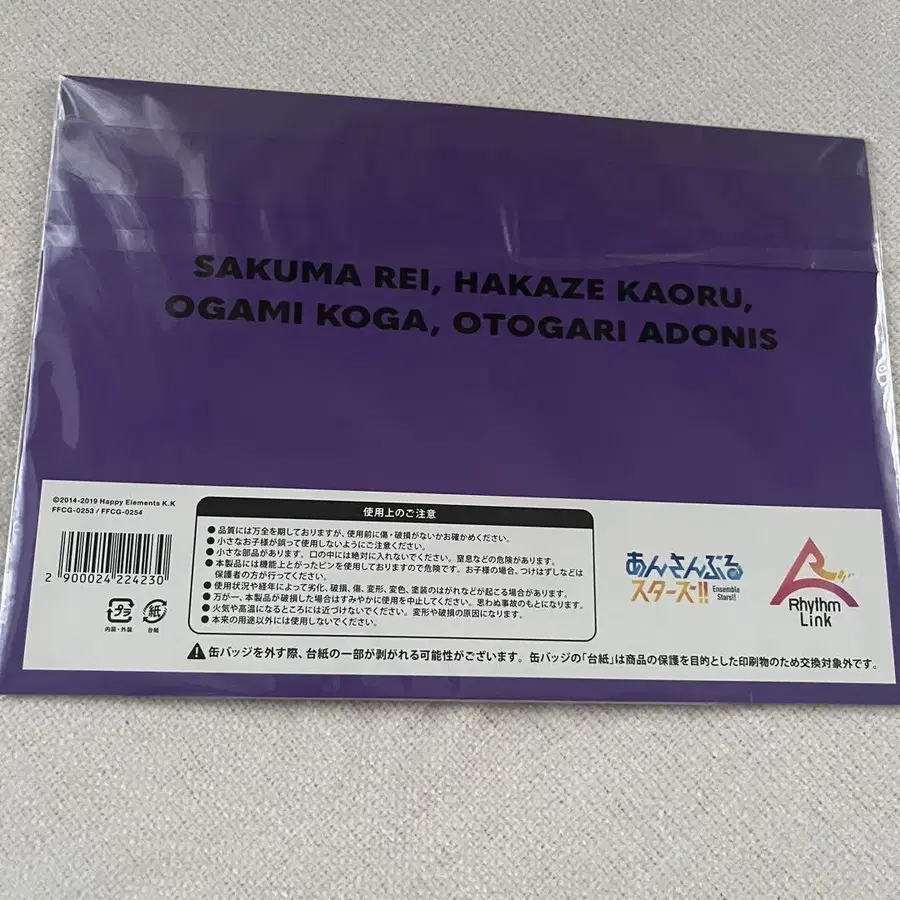 SAKUMA REI, HAKAZE KAORU,
OGAMI KOGA, OTOGARI ADONIS
©2014-2019 Happy Elements K.K
FFCG-0253 / FFCG-0254
2 900024 224230
プラ
内装・外装
紙
台紙
使用上のご注意
●品質には万全を期しておりますが、使用前に傷・破損がないかお確かめください。
●小さなお子様が誤って使用しないようにご注意ください。
●小さな部品があります。口の中には絶対に入れないでください。窒息などの危険があります。
●本製品には機能上とがったピンを使用しておりますので危険です。お子様の場合、つけはずしなどは
保護者の方が行ってください。
●使用状況や経年によって劣化、破損、傷、変形、変色、塗装のはがれなどが起こる場合があります。
●万が一、本製品が破損した場合はすみやかに使用を中止してください。思わぬ事故のもとになります。
●火気や高温になるところには近づけないでください。変形や破損の原因になります。
●本来の用途以外には使用しないでください。
あんさんぶる
スターズ!!
Ensemble
Stars!!
Rhythm
Link
⚠缶バッジを外す際、台紙の一部が剥がれる可能性がございます。缶バッジの「台紙」は商品の保護を目的とした印刷物のため交換対象外です。